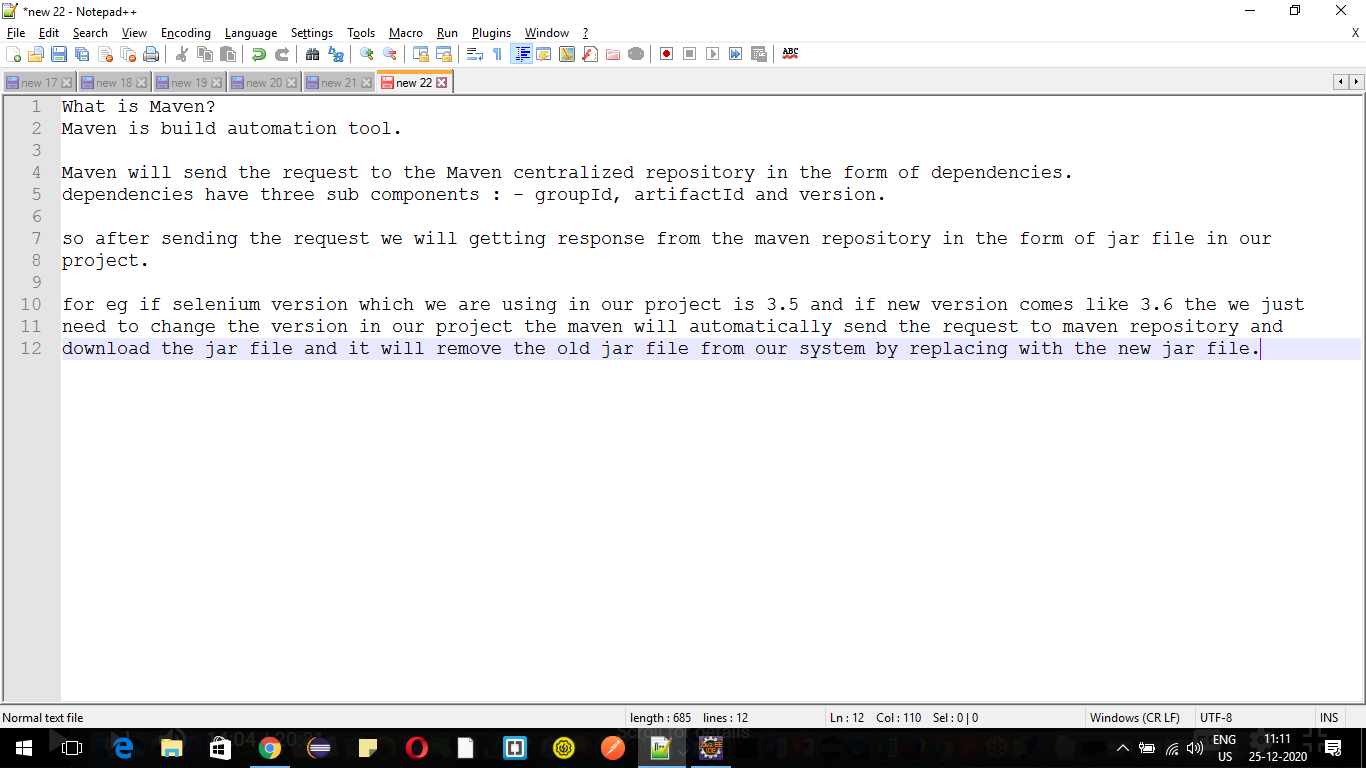 *new 22 - Notepad++
File Edit Search View Encoding Language Settings Tools Macro Run Plugins Window ? X
ABC
new 17 new 18 new 19 new 20 new 21 new 22
1 What is Maven?
2 Maven is build automation tool.
3
4 Maven will send the request to the Maven centralized repository in the form of dependencies.
5 dependencies have three sub components : - groupId, artifactId and version.
6
7 so after sending the request we will getting response from the maven repository in the form of jar file in our
8 project.
9
10 for eg if selenium version which we are using in our project is 3.5 and if new version comes like 3.6 the we just
11 need to change the version in our project the maven will automatically send the request to maven repository and
12 download the jar file and it will remove the old jar file from our system by replacing with the new jar file.
Normal text file length : 685 lines : 12 Ln : 12 Col : 110 Sel : 0 | 0 Windows (CR LF) UTF-8 INS
ENG 11:11
US 25-12-2020